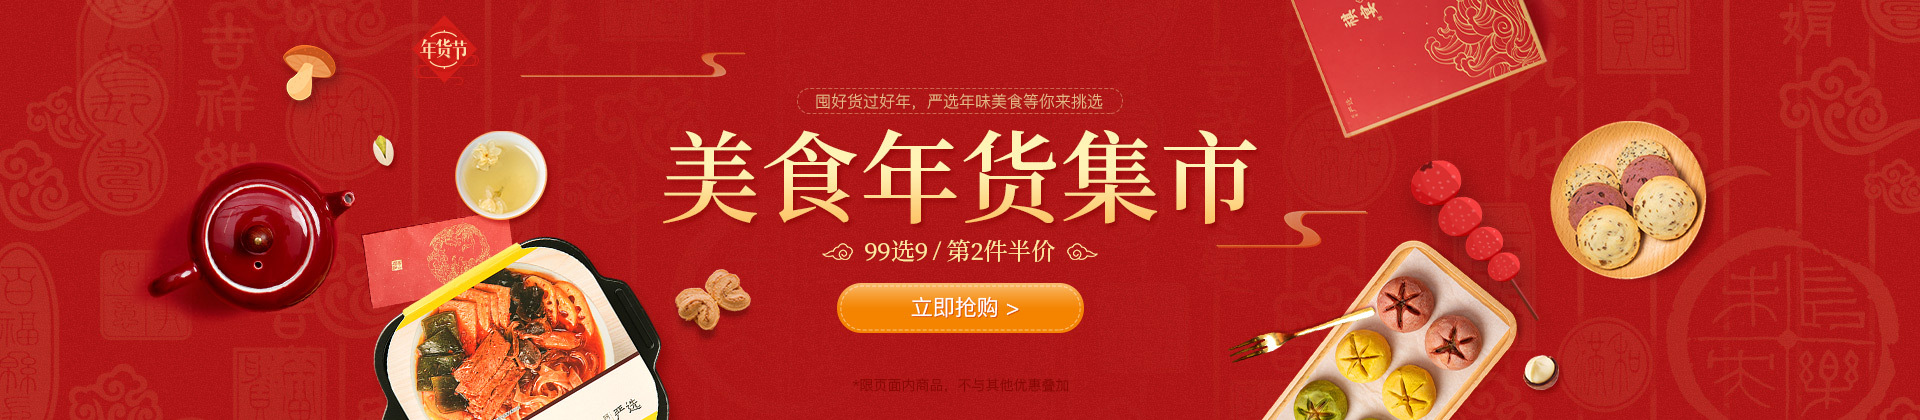 年货节
囤好货过好年，严选年味美食等你来挑选
美食年货集市
99选9 / 第2件半价
立即抢购 >
*限页面内商品，不与其他优惠叠加
严选
吉祥